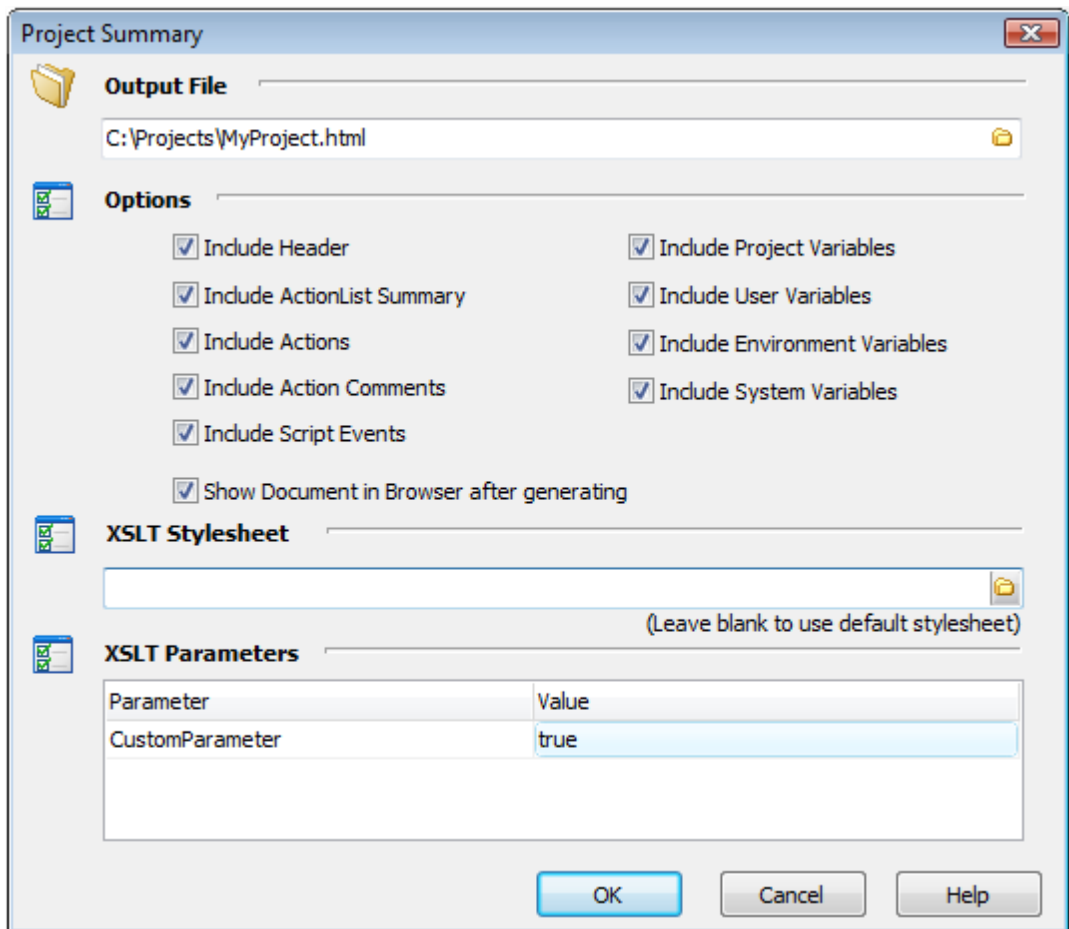 Project Summary
Output File
C:\Projects\MyProject.html
Options
Include Header
Include Project Variables
Include ActionList Summary
Include User Variables
Include Actions
Include Environment Variables
Include Action Comments
Include System Variables
Include Script Events
Show Document in Browser after generating
XSLT Stylesheet
(Leave blank to use default stylesheet)
XSLT Parameters
Parameter Value
CustomParameter true
OK Cancel Help